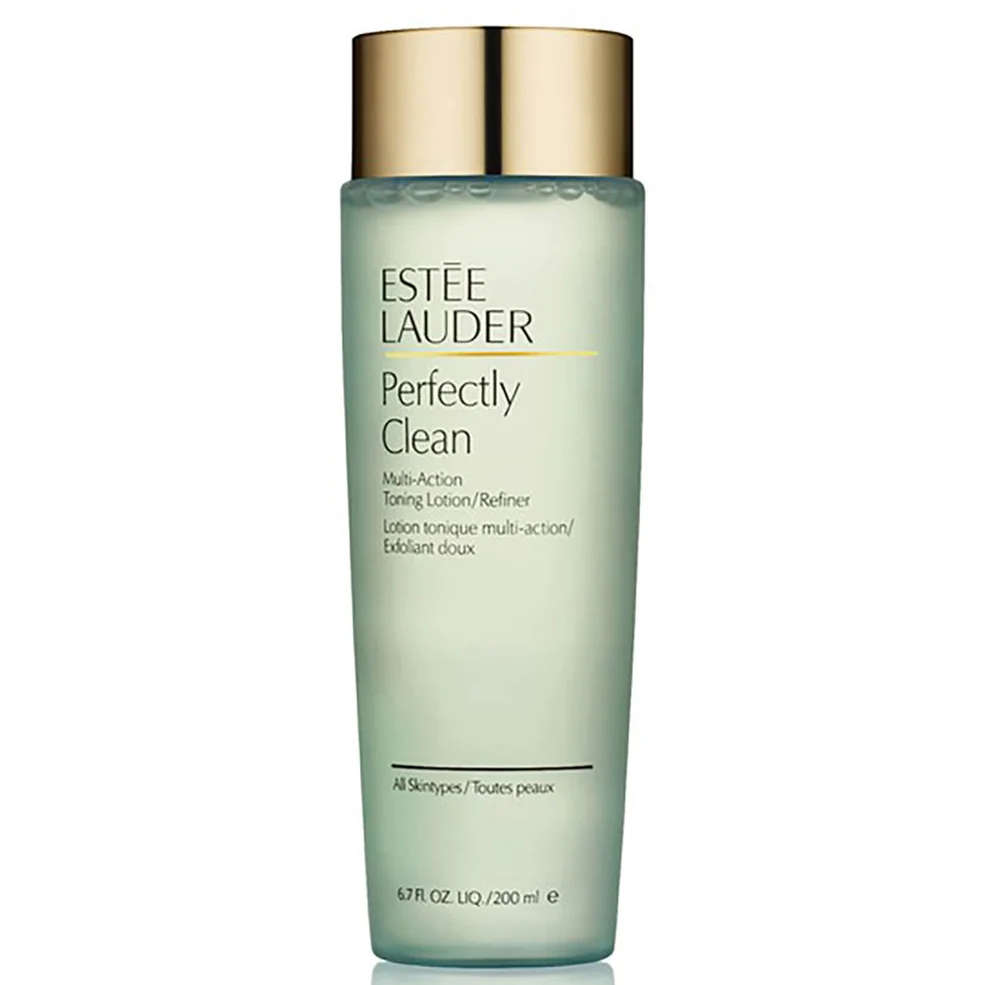 ESTĒE
LAUDER
Perfectly
Clean
Multi-Action
Toning Lotion/Refiner
Lotion tonique multi-action/
Exfoliant doux
All Skintypes/Toutes peaux
6.7 FL. OZ. LIQ./200 ml ℮